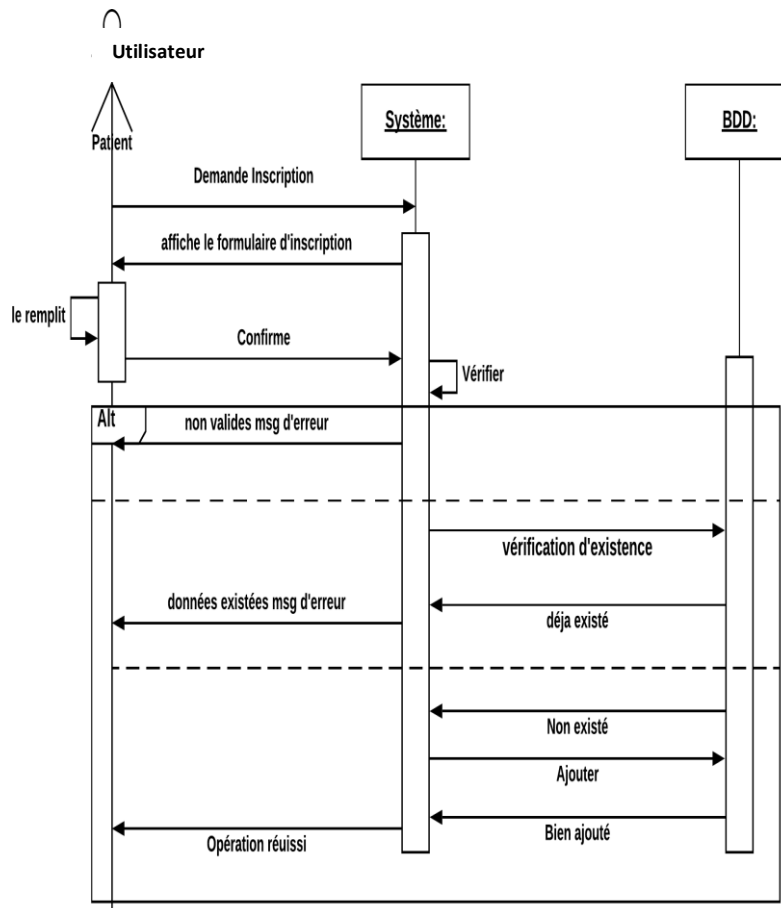 Utilisateur
Patient
Système:
BDD:
Demande Inscription
affiche le formulaire d'inscription
le remplit
Confirme
Vérifier
Alt
non valides msg d'erreur
vérification d'existence
données existées msg d'erreur
déja existé
Non existé
Ajouter
Bien ajouté
Opération réuissi